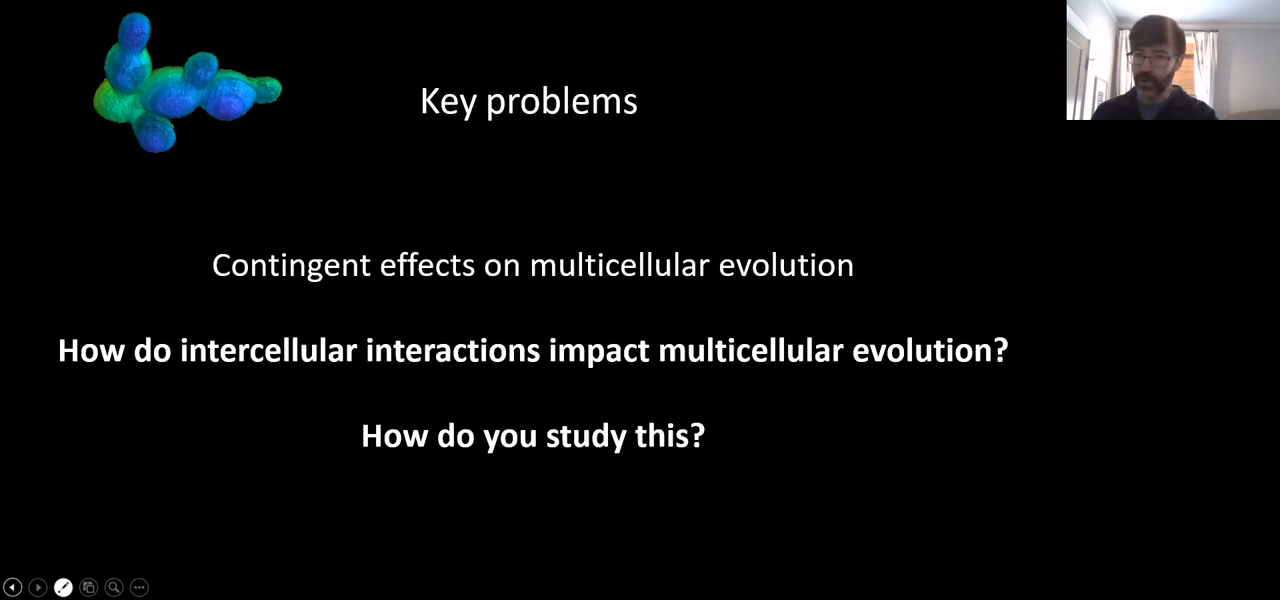 Key problems
Contingent effects on multicellular evolution
How do intercellular interactions impact multicellular evolution?
How do you study this?